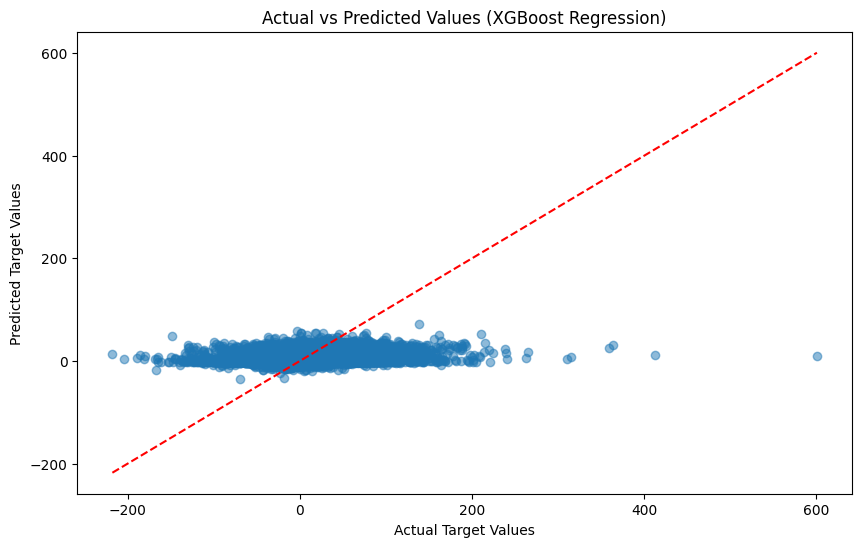 Actual vs Predicted Values (XGBoost Regression)
600
400
200
0
−200
Predicted Target Values
−200 0 200 400 600
Actual Target Values